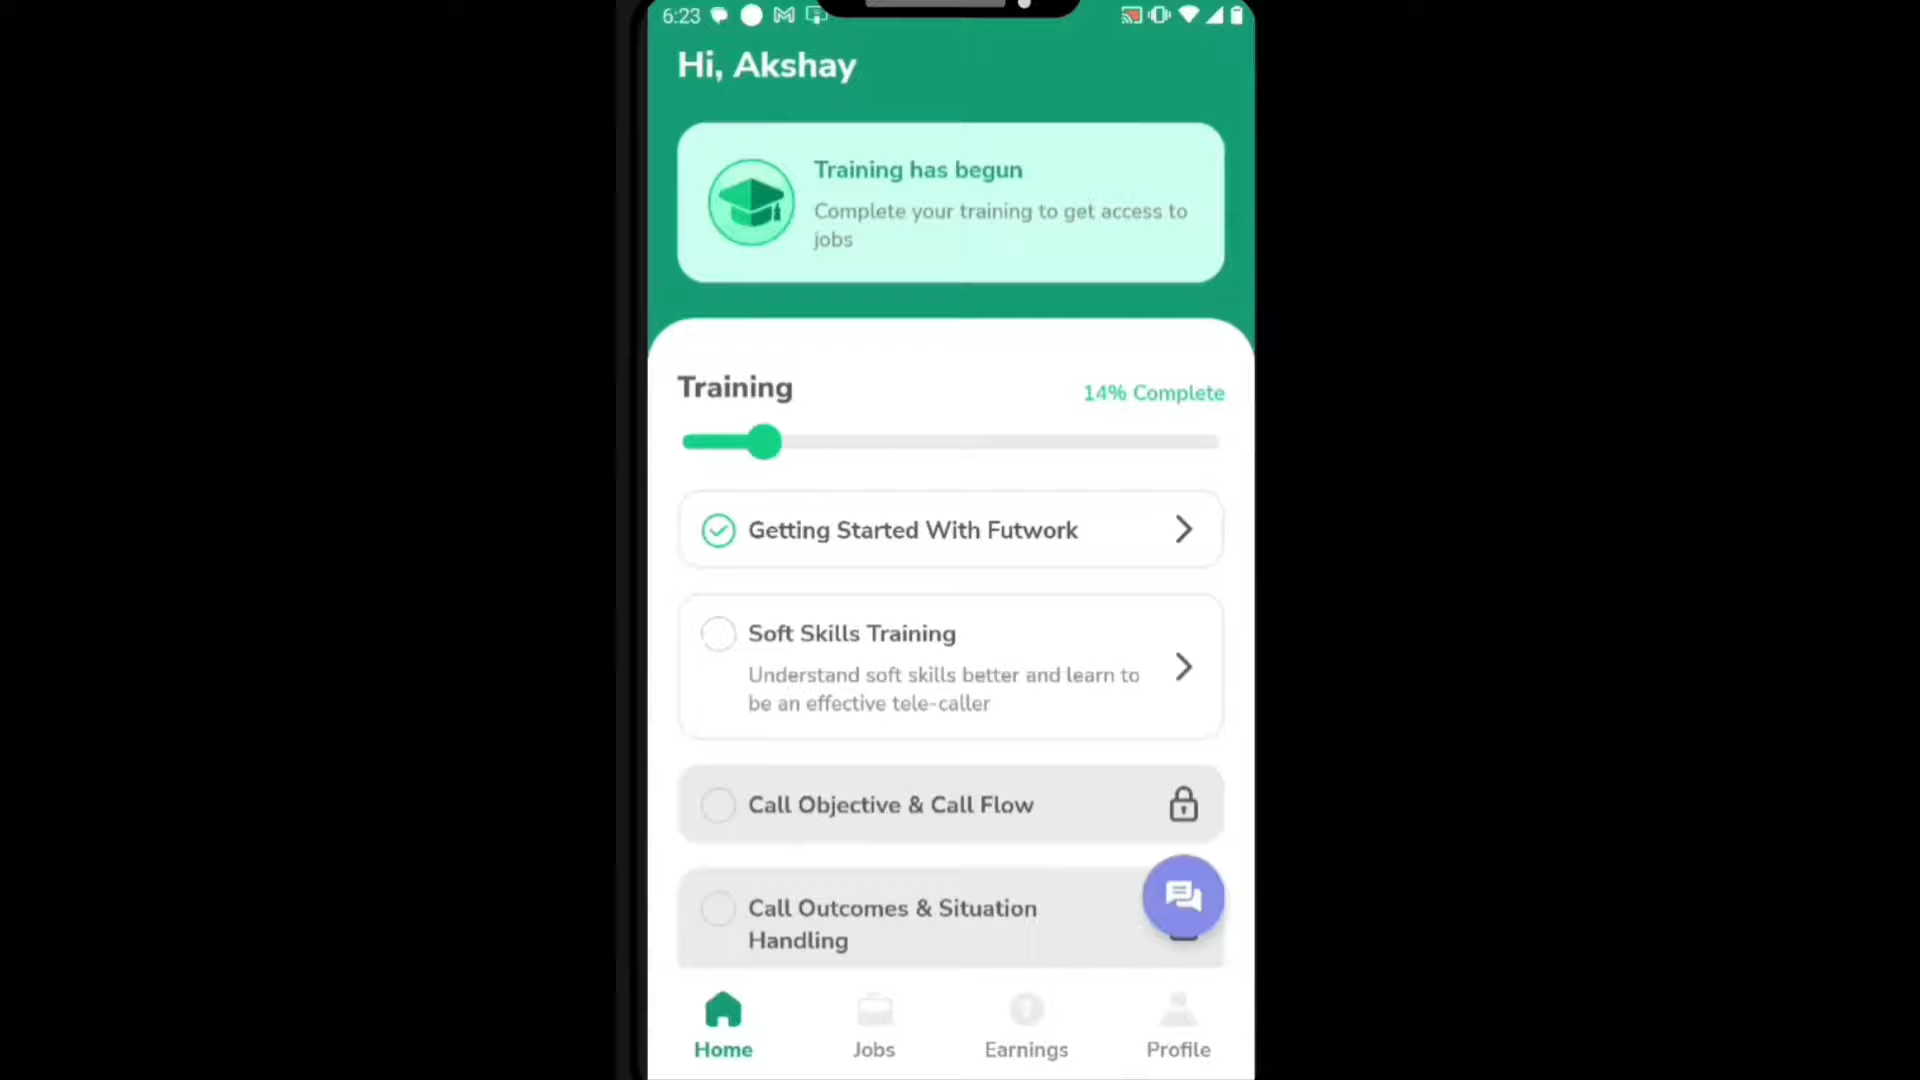 6:23
Hi, Akshay
Training has begun
Complete your training to get access to
jobs
Training
14% Complete
Getting Started With Futwork
Soft Skills Training
Understand soft skills better and learn to
be an effective tele-caller
Call Objective & Call Flow
Call Outcomes & Situation
Handling
Home
Jobs
Earnings
Profile